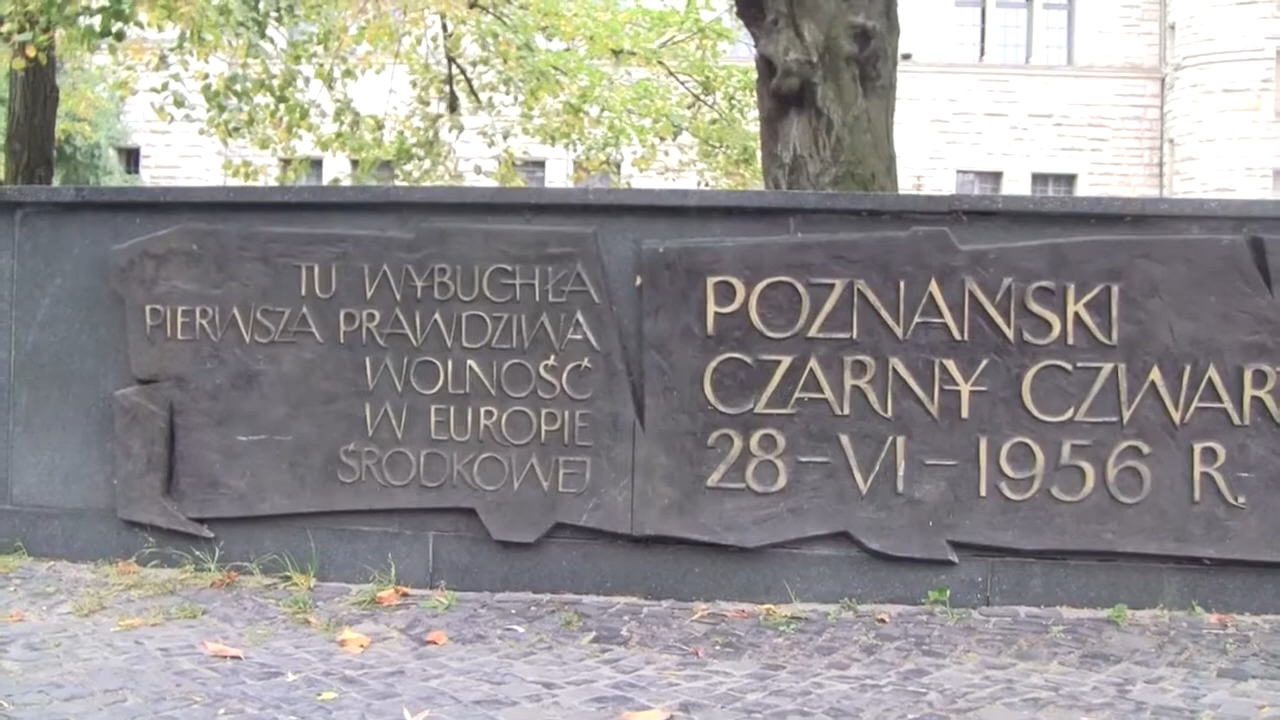 TU WYBUCHŁA
PIERWSZA PRAWDZIWA
WOLNOŚĆ
W EUROPIE
ŚRODKOWEJ
POZNAŃSKI
CZARNY CZWAR
28-VI-1956 R.